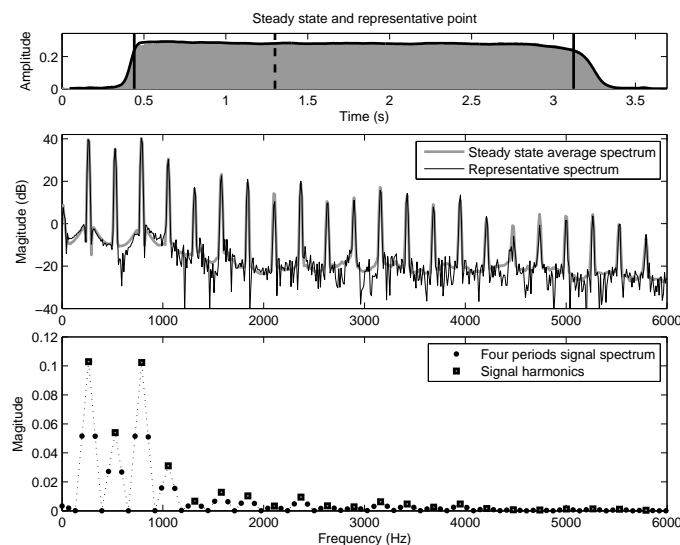 Steady state and representative point
Amplitude
0.2
0.1
0
0 0.5 1 1.5 2 2.5 3 3.5
Time (s)
Magnitude (dB)
40
20
0
−20
−40
Steady state average spectrum
Representative spectrum
0 1000 2000 3000 4000 5000 6000
Magitude
0.12
0.1
0.08
0.06
0.04
0.02
0
Four periods signal spectrum
Signal harmonics
0 1000 2000 3000 4000 5000 6000
Frequency (Hz)